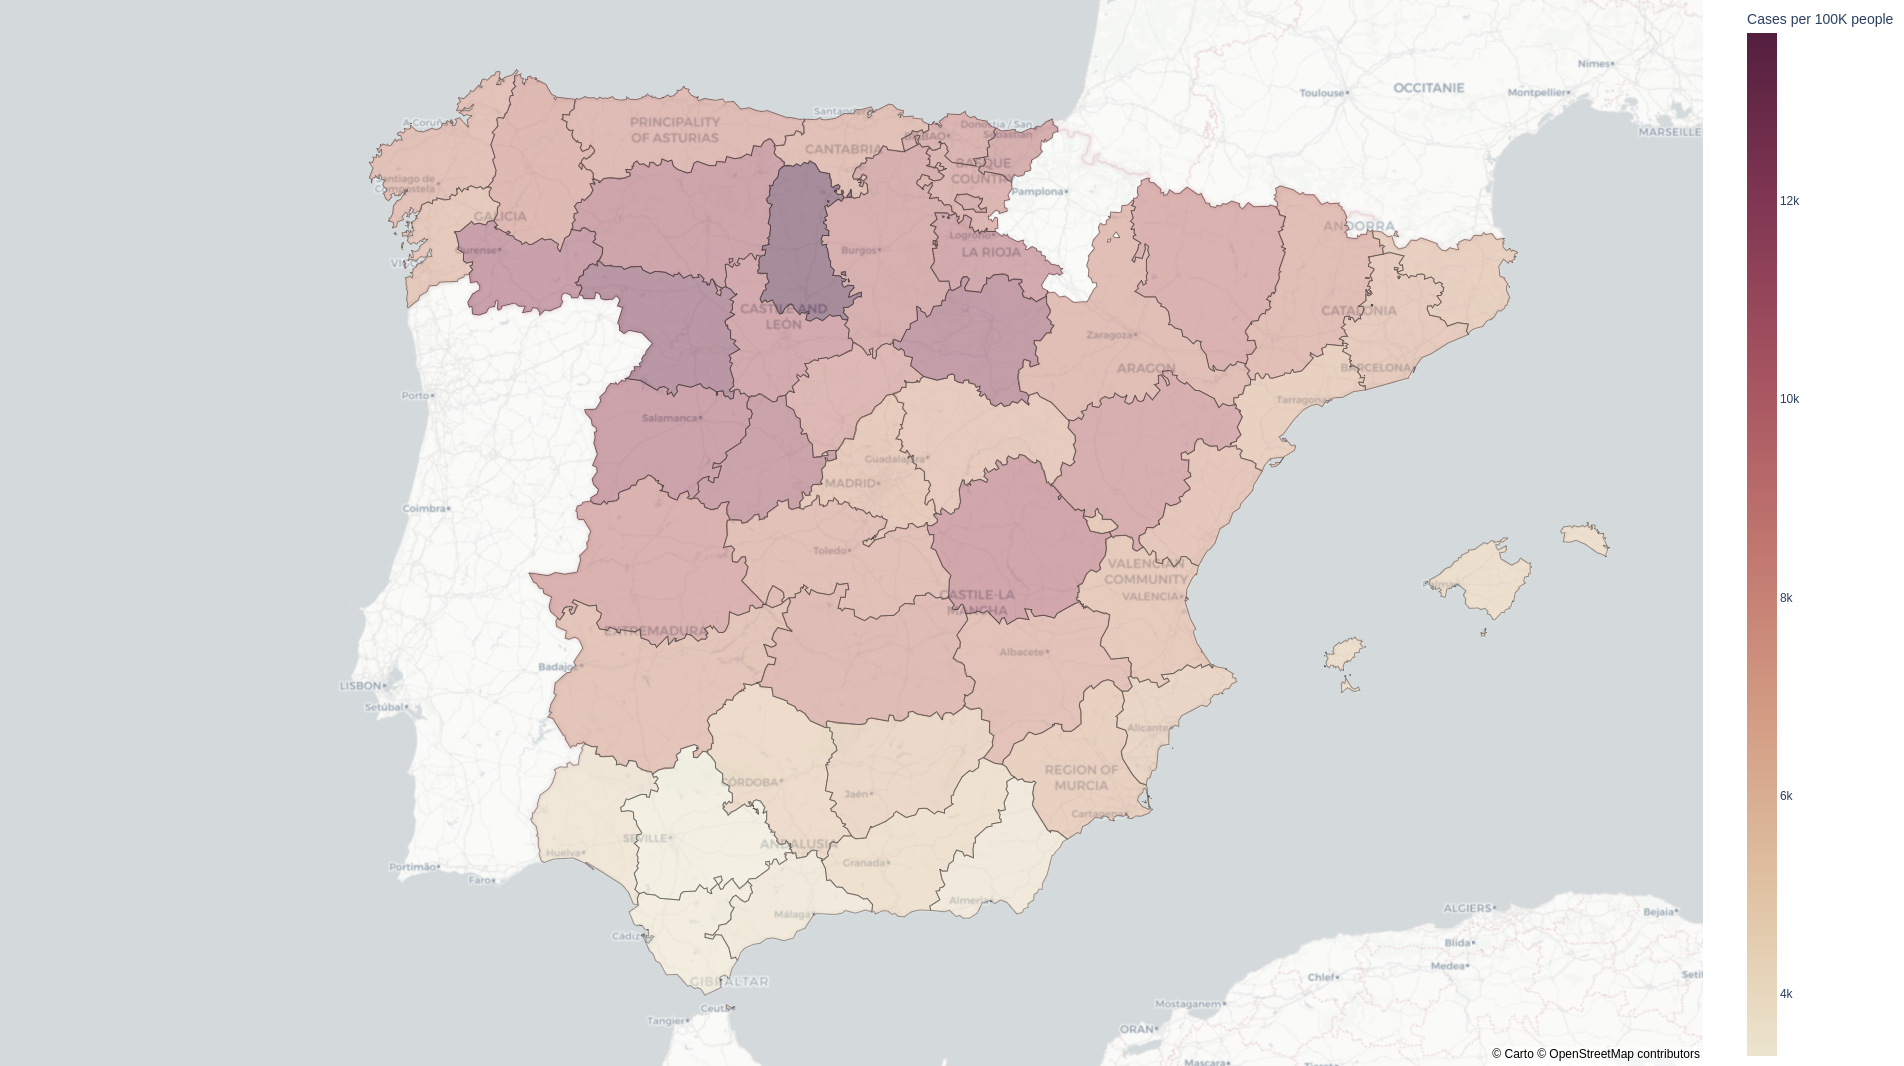 Cases per 100K people
12k
10k
8k
6k
4k
Nîmes
Toulouse
OCCITANIE
Montpellier
MARSEILLE
A Coruñ
PRINCIPALITY
OF ASTURIAS
Santander
CANTABRIA
BILBAO
Donostia / San
Sebastián
BASQUE
COUNTRY
Pamplona
Santiago de
Compostela
GALICIA
Ourense
VIGO
Burgos
Logroño
LA RIOJA
ANDORRA
CASTILE AND
LEÓN
Zaragoza
ARAGON
CATALONIA
BARCELONA
Tarragona
Porto
Salamanca
Guadalajara
MADRID
Coimbra
Toledo
VALENCIAN
COMMUNITY
VALENCIA
Palma
CASTILE-LA
MANCHA
EXTREMADURA
Badajoz
Albacete
LISBON
Setúbal
Alicante
REGION OF
MURCIA
Cartagena
CÓRDOBA
Jaén
SEVILLE
ANDALUSIA
Huelva
Granada
Portimão
Faro
Almería
Málaga
Cádiz
GIBRALTAR
Ceuta
Tangier
ALGIERS
Bejaia
Blida
Medea
Chlef
Setif
Mostaganem
ORAN
Mascara
© Carto © OpenStreetMap contributors